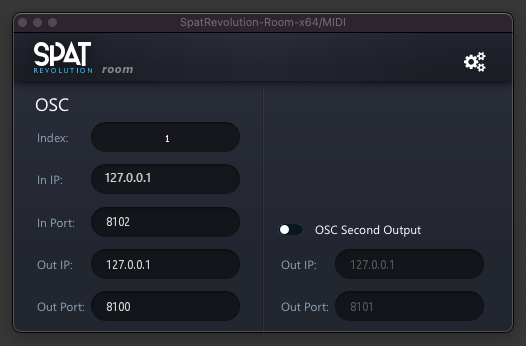 SpatRevolution-Room-x64/MIDI
SPAT
REVOLUTION room
OSC
Index: 1
In IP: 127.0.0.1
In Port: 8102
Out IP: 127.0.0.1
Out Port: 8100
OSC Second Output
Out IP: 127.0.0.1
Out Port: 8101